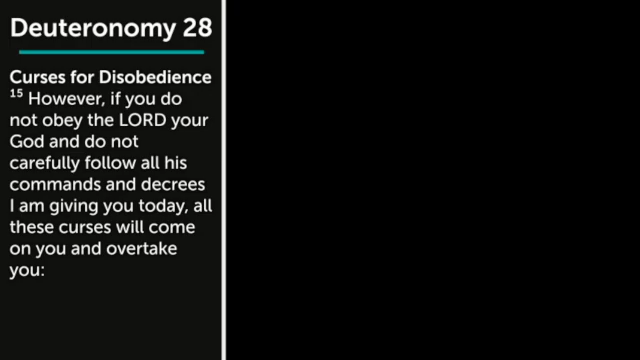 Deuteronomy 28
Curses for Disobedience
15 However, if you do
not obey the LORD your
God and do not
carefully follow all his
commands and decrees
I am giving you today, all
these curses will come
on you and overtake
you: